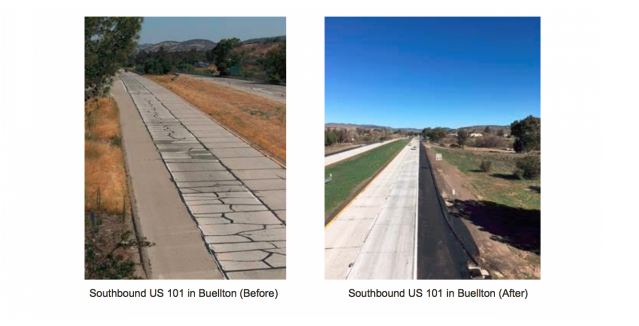 Southbound US 101 in Buellton (Before)
Southbound US 101 in Buellton (After)